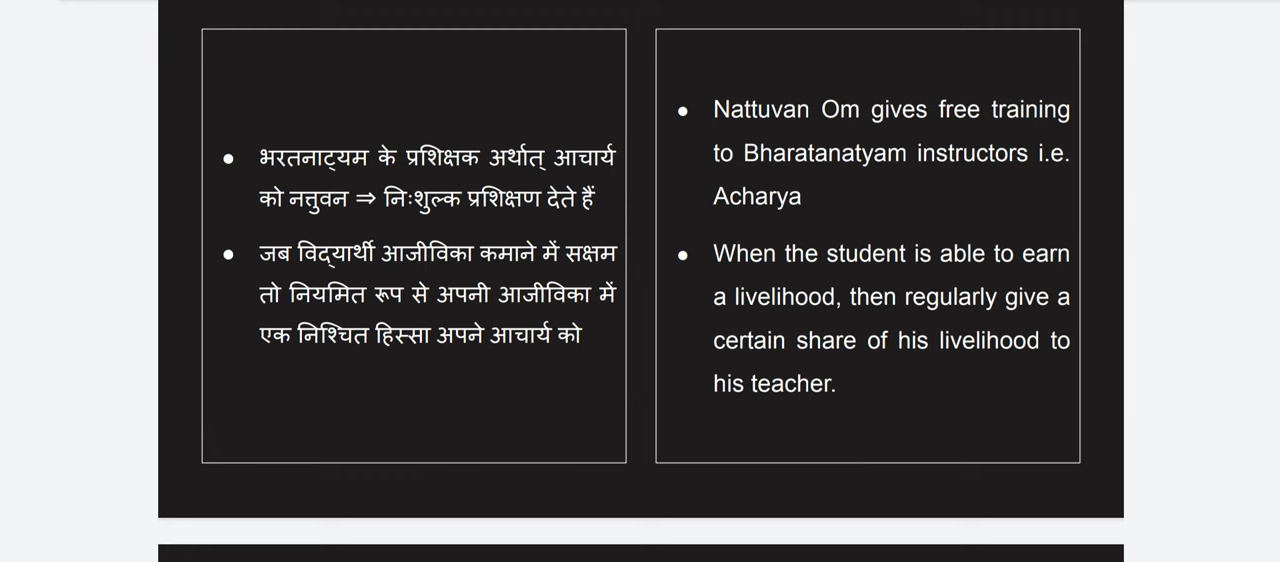 ● भरतनाट्यम के प्रशिक्षक अर्थात् आचार्य
को नत्तुवन ⇒ निःशुल्क प्रशिक्षण देते हैं
● जब विद्यार्थी आजीविका कमाने में सक्षम
तो नियमित रूप से अपनी आजीविका में
एक निश्चित हिस्सा अपने आचार्य को
● Nattuvan Om gives free training
to Bharatanatyam instructors i.e.
Acharya
● When the student is able to earn
a livelihood, then regularly give a
certain share of his livelihood to
his teacher.